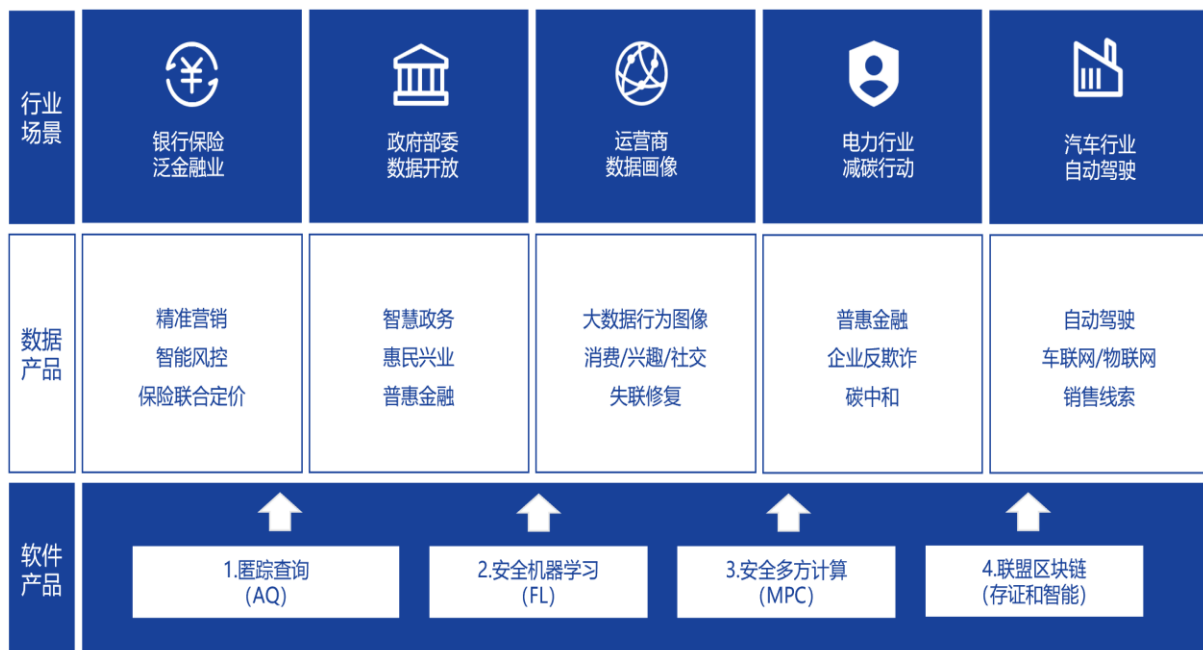 行业
场景
¥
银行保险
泛金融业
政府部委
数据开放
运营商
数据画像
电力行业
减碳行动
汽车行业
自动驾驶
数据
产品
精准营销
智能风控
保险联合定价
智慧政务
惠民兴业
普惠金融
大数据行为图像
消费/兴趣/社交
失联修复
普惠金融
企业反欺诈
碳中和
自动驾驶
车联网/物联网
销售线索
软件
产品
1.匿踪查询
(AQ)
2.安全机器学习
(FL)
3.安全多方计算
(MPC)
4.联盟区块链
(存证和智能)